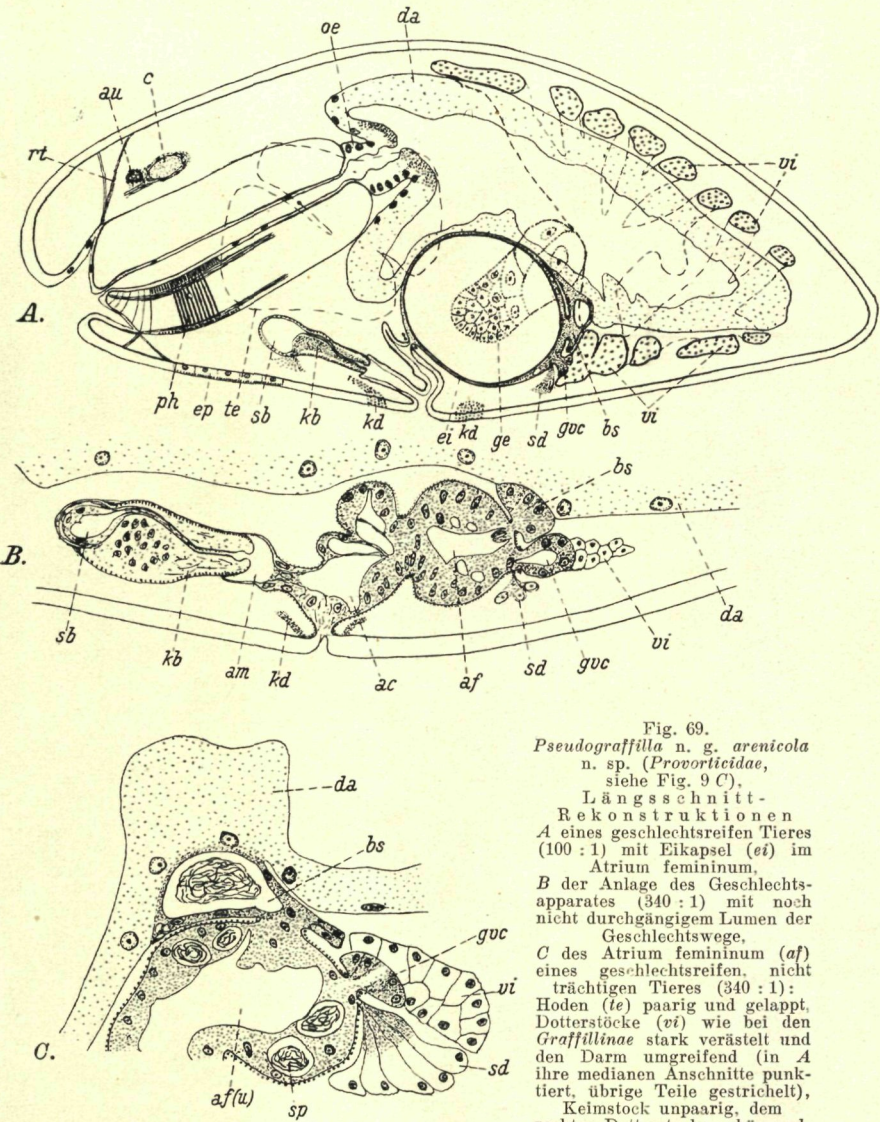 oe
da
c
au
rt
vi
A.
ph
ep
te
sb
kb
kd
ei
kd
ge
sd
gvc
bs
vi
bs
B.
sb
kb
am
kd
ac
af
sd
gvc
vi
da
da
bs
gvc
vi
sd
C.
af(u)
sp
Fig. 69.
Pseudograffilla n. g. arenicola
n. sp. (Provorticidae,
siehe Fig. 9 C),
Längsschnitt-
Rekonstruktionen
A eines geschlechtsreifen Tieres
(100 : 1) mit Eikapsel (ei) im
Atrium femininum,
B der Anlage des Geschlechts-
apparates (340 : 1) mit noch
nicht durchgängigem Lumen der
Geschlechtswege,
C des Atrium femininum (af)
eines geschlechtsreifen, nicht
trächtigen Tieres (340 : 1):
Hoden (te) paarig und gelappt,
Dotterstöcke (vi) wie bei den
Graffillinae stark verästelt und
den Darm umgreifend (in A
ihre medianen Anschnitte punk-
tiert, übrige Teile gestrichelt),
Keimstock unpaarig, dem